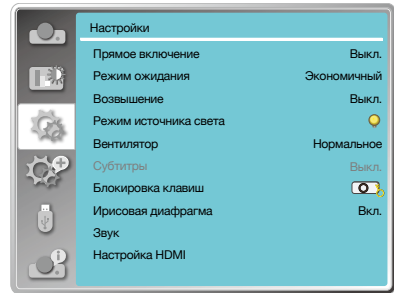 Настройки
Прямое включение Выкл.
Режим ожидания Экономичный
Возвышение Выкл.
Режим источника света
Вентилятор Нормальное
Субтитры Выкл.
Блокировка клавиш
Ирисовая диафрагма Вкл.
Звук
Настройка HDMI